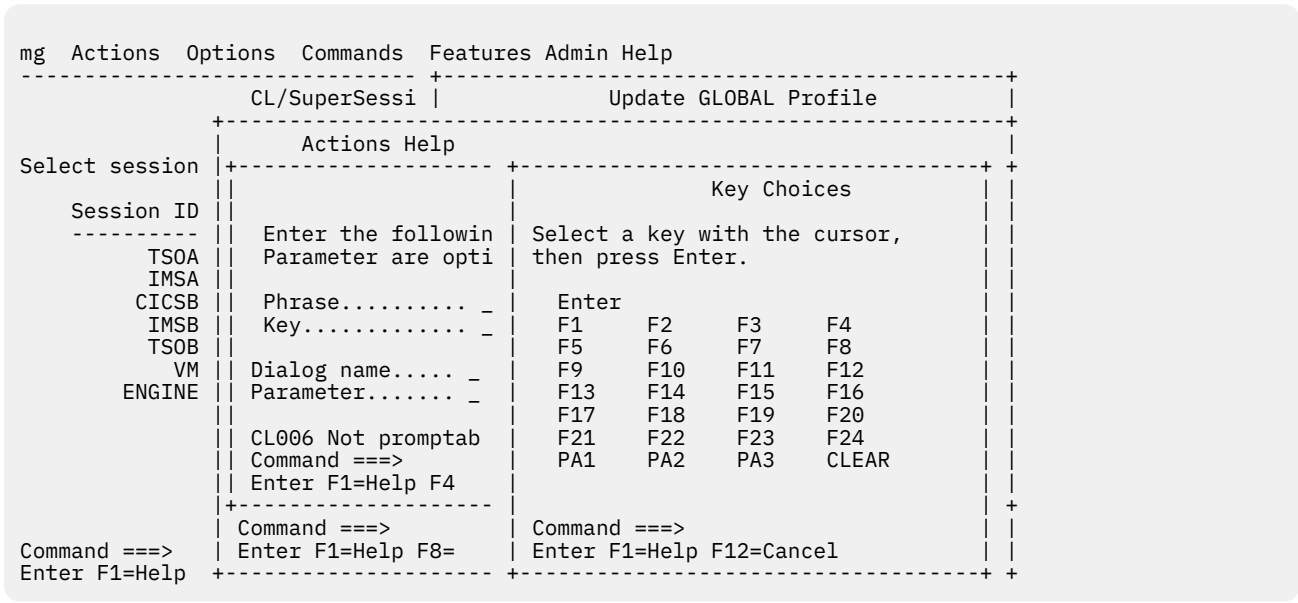 mg  Actions  Options  Commands  Features Admin Help
------------------------------- +--------------------------------------------+
                  CL/SuperSessi |             Update GLOBAL Profile          |
               +-------------------------------------------------------------+
               |      Actions Help                                           |
Select session |+-------------------- +------------------------------------+ +
               ||                     |               Key Choices          | |
    Session ID ||                     |                                    | |
    ---------- ||  Enter the followin | Select a key with the cursor,      | |
          TSOA ||  Parameter are opti | then press Enter.                  | |
          IMSA ||                     |                                    | |
         CICSB ||  Phrase.......... _ |   Enter                            | |
          IMSB ||  Key............. _ |   F1     F2     F3     F4          | |
          TSOB ||                     |   F5     F6     F7     F8          | |
            VM || Dialog name..... _  |   F9     F10    F11    F12         | |
        ENGINE || Parameter....... _  |   F13    F14    F15    F16         | |
               ||                     |   F17    F18    F19    F20         | |
               || CL006 Not promptab  |   F21    F22    F23    F24         | |
               || Command ===>        |   PA1    PA2    PA3    CLEAR       | |
               || Enter F1=Help F4    |                                    | |
               |+-------------------- |                                    | +
               | Command ===>         | Command ===>                       | |
Command ===>   | Enter F1=Help F8=    | Enter F1=Help F12=Cancel           | |
Enter F1=Help  +--------------------- +------------------------------------+ +